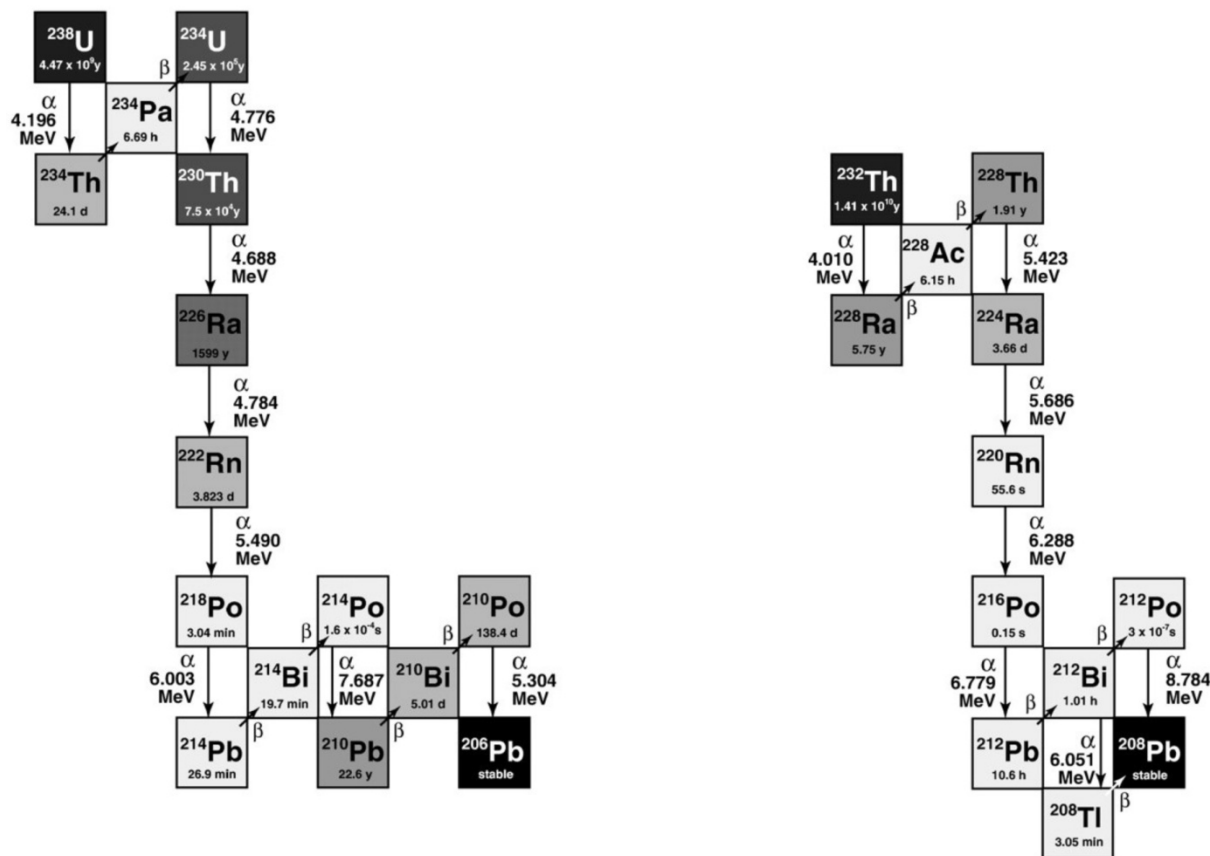 ²³⁸U
4.47 x 10⁹y
β
²³⁴U
2.45 x 10⁵y
α
4.196
MeV
²³⁴Pa
6.69 h
α
4.776
MeV
²³⁴Th
24.1 d
²³⁰Th
7.5 x 10⁴y
α
4.688
MeV
²²⁶Ra
1599 y
α
4.784
MeV
²²²Rn
3.823 d
α
5.490
MeV
²¹⁸Po
3.04 min
β
²¹⁴Po
1.6 x 10⁻⁴s
β
²¹⁰Po
138.4 d
α
6.003
MeV
²¹⁴Bi
19.7 min
α
7.687
MeV
²¹⁰Bi
5.01 d
α
5.304
MeV
²¹⁴Pb
26.9 min
β
²¹⁰Pb
22.6 y
β
²⁰⁶Pb
stable
²³²Th
1.41 x 10¹⁰y
β
²²⁸Th
1.91 y
α
4.010
MeV
²²⁸Ac
6.15 h
α
5.423
MeV
²²⁸Ra
5.75 y
β
²²⁴Ra
3.66 d
α
5.686
MeV
²²⁰Rn
55.6 s
α
6.288
MeV
²¹⁶Po
0.15 s
β
²¹²Po
3 x 10⁻⁷s
α
6.779
MeV
²¹²Bi
1.01 h
α
8.784
MeV
β
²¹²Pb
10.6 h
α
6.051
MeV
²⁰⁸Pb
stable
β
²⁰⁸Tl
3.05 min